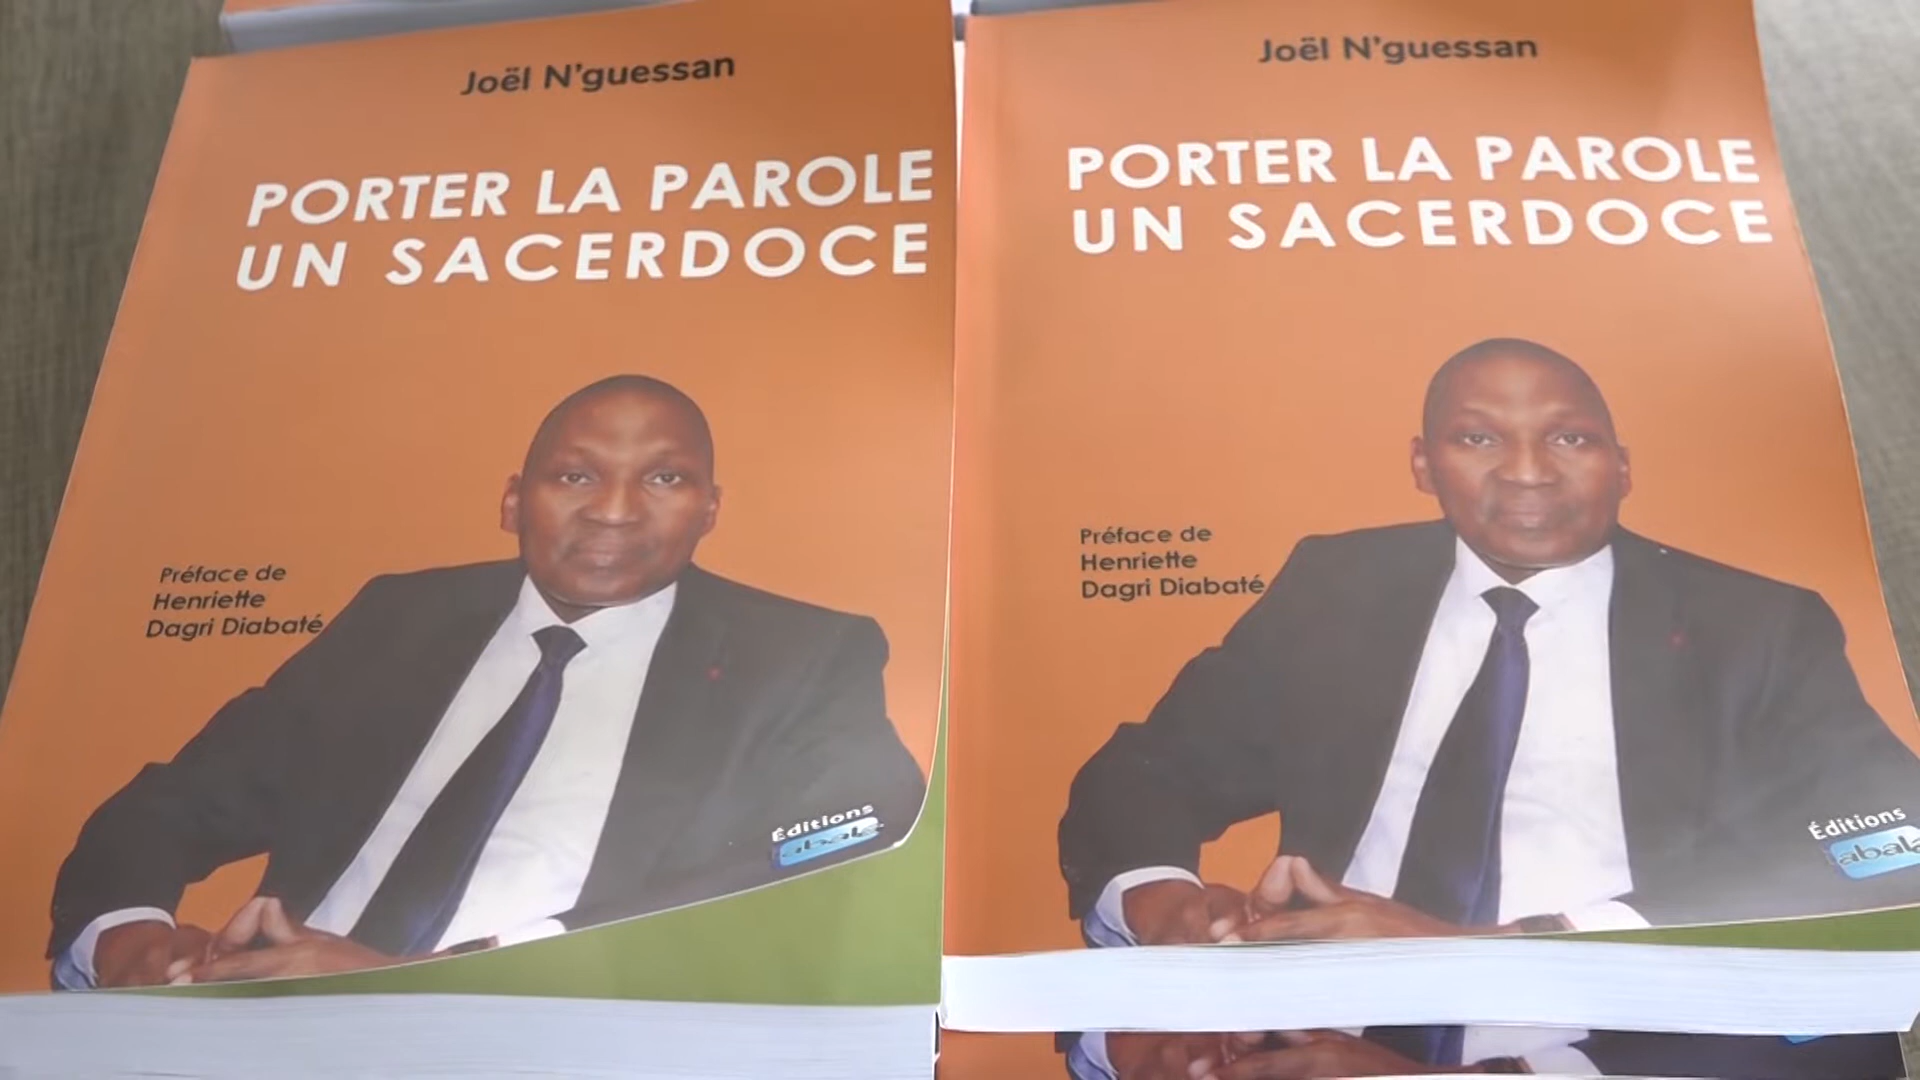 Joël N'guessan
PORTER LA PAROLE
UN SACERDOCE
Préface de
Henriette
Dagri Diabaté
Éditions
Joël N'guessan
PORTER LA PAROLE
UN SACERDOCE
Préface de
Henriette
Dagri Diabaté
Éditions